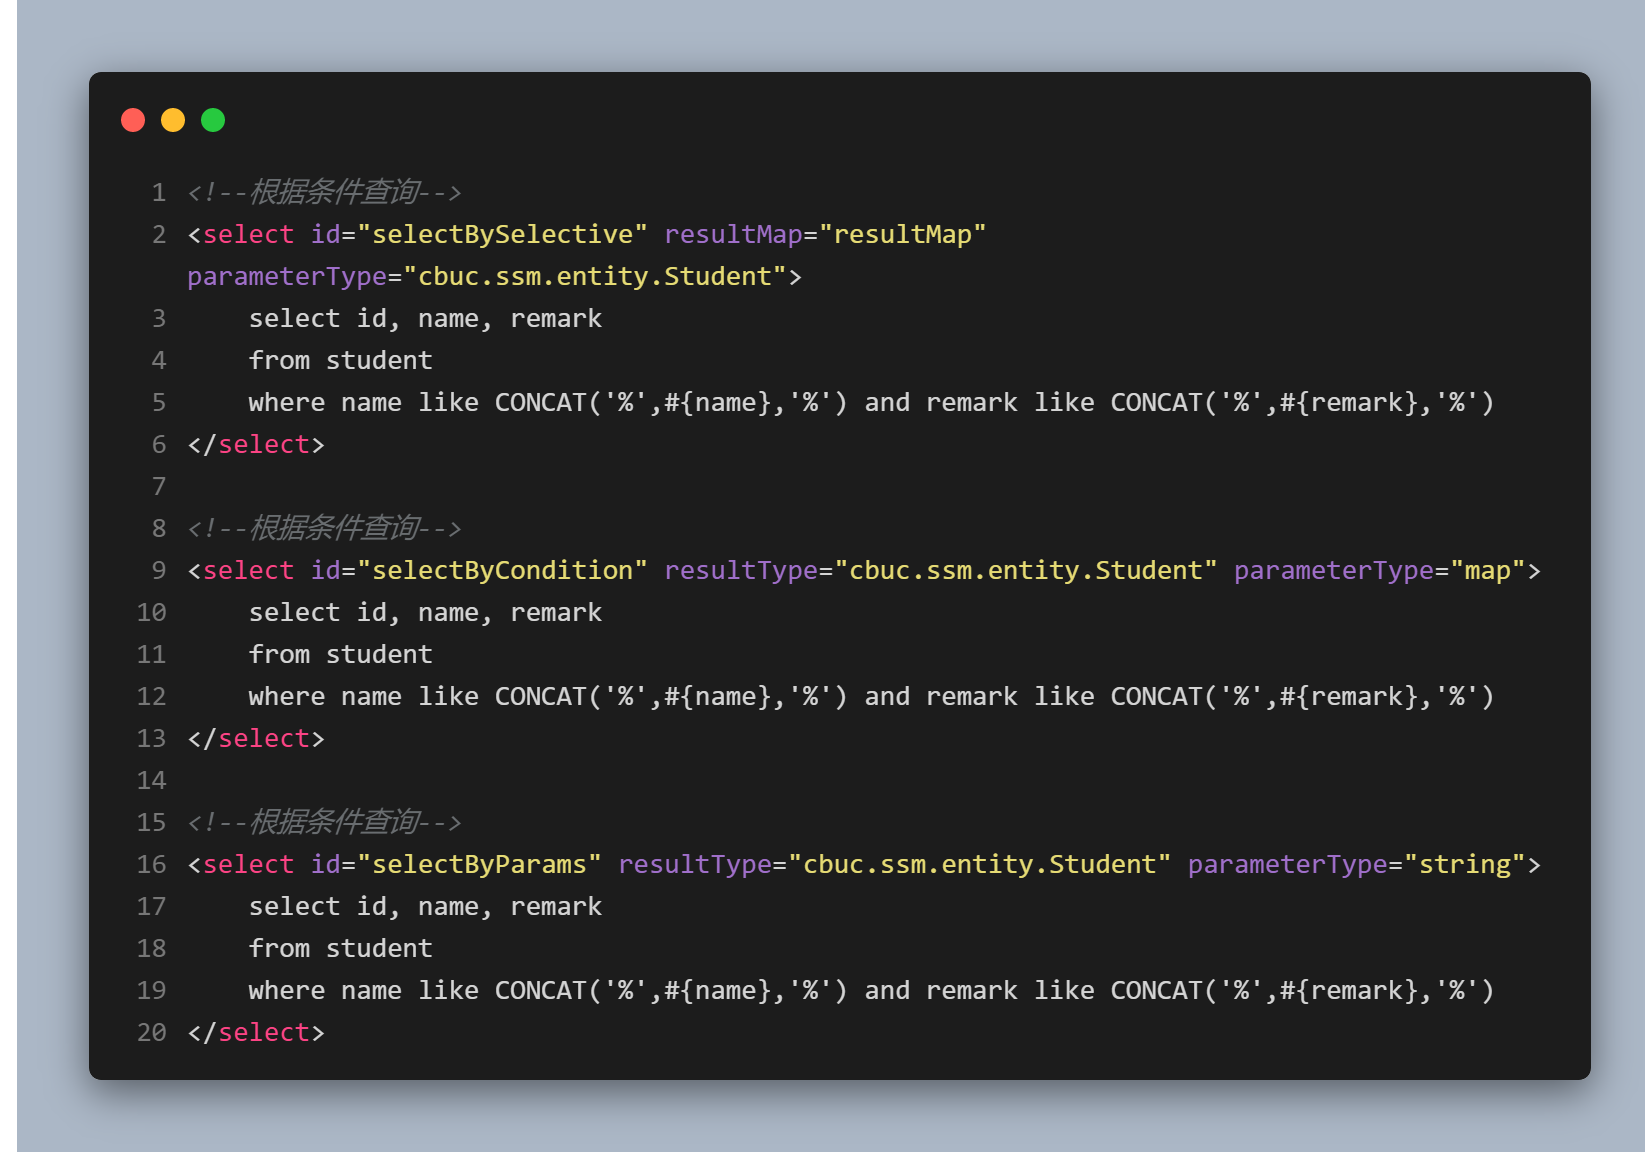 1 <!--根据条件查询-->
2 <select id="selectBySelective" resultMap="resultMap"
parameterType="cbuc.ssm.entity.Student">
3     select id, name, remark
4     from student
5     where name like CONCAT('%',#{name},'%') and remark like CONCAT('%',#{remark},'%')
6 </select>
7
8 <!--根据条件查询-->
9 <select id="selectByCondition" resultType="cbuc.ssm.entity.Student" parameterType="map">
10     select id, name, remark
11     from student
12     where name like CONCAT('%',#{name},'%') and remark like CONCAT('%',#{remark},'%')
13 </select>
14
15 <!--根据条件查询-->
16 <select id="selectByParams" resultType="cbuc.ssm.entity.Student" parameterType="string">
17     select id, name, remark
18     from student
19     where name like CONCAT('%',#{name},'%') and remark like CONCAT('%',#{remark},'%')
20 </select>